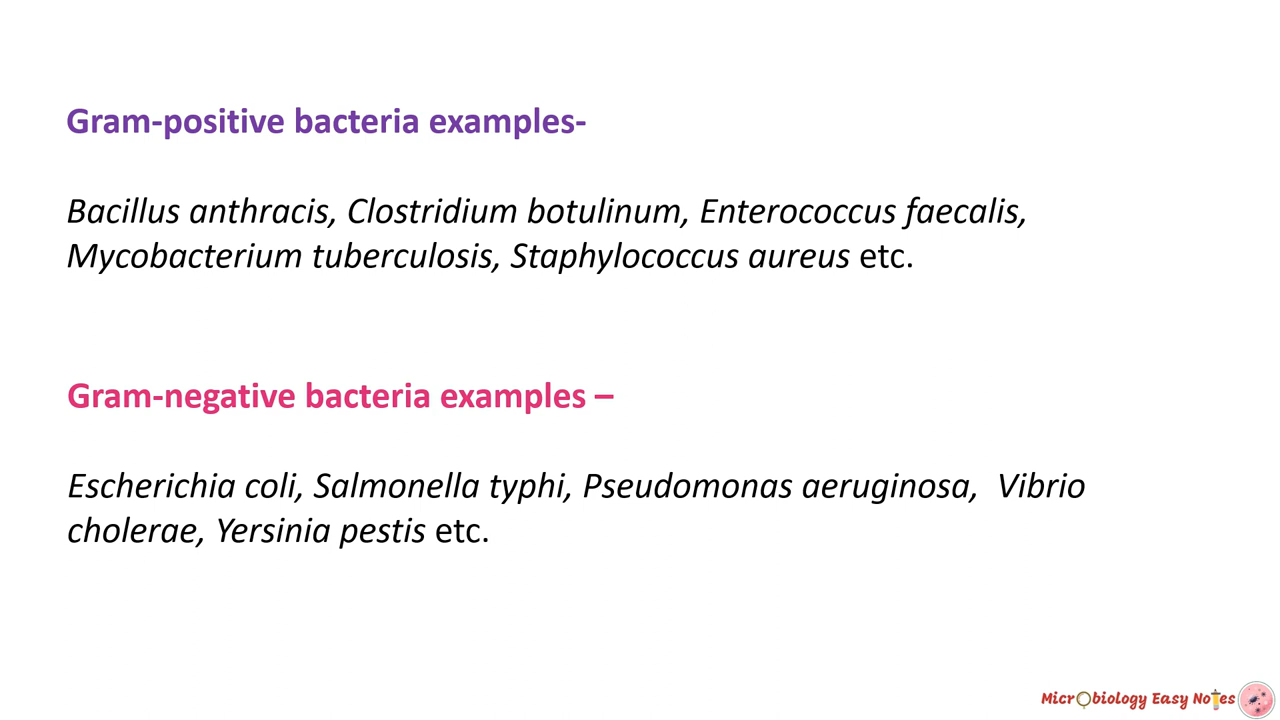 Gram-positive bacteria examples-
Bacillus anthracis, Clostridium botulinum, Enterococcus faecalis,
Mycobacterium tuberculosis, Staphylococcus aureus etc.
Gram-negative bacteria examples –
Escherichia coli, Salmonella typhi, Pseudomonas aeruginosa,  Vibrio
cholerae, Yersinia pestis etc.
Microbiology Easy Notes